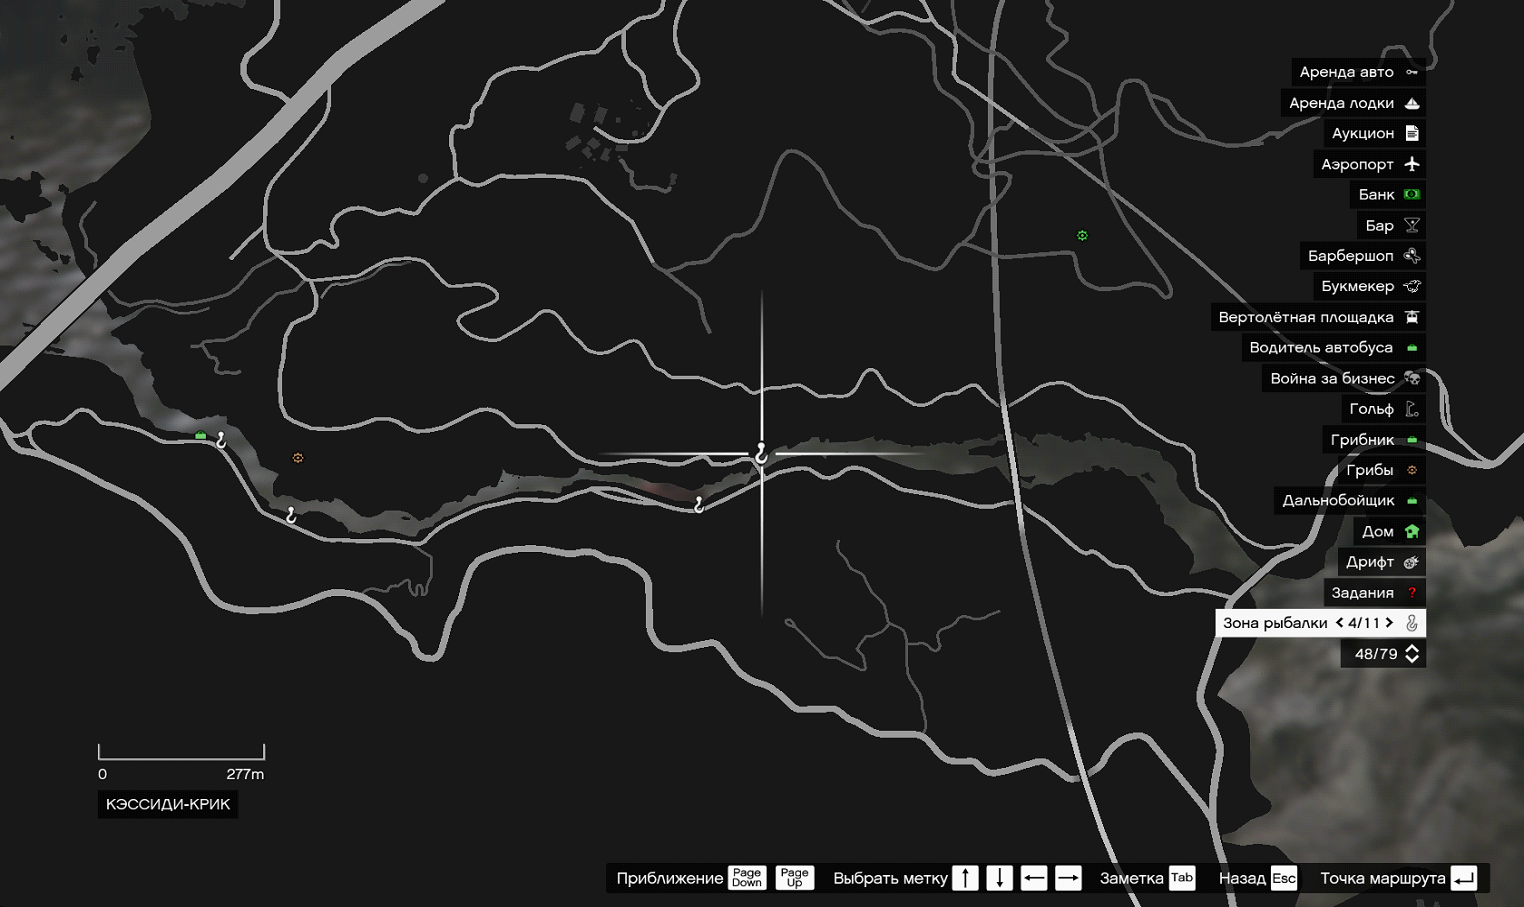 Аренда авто
Аренда лодки
Аукцион
Аэропорт
Банк
Бар
Барбершоп
Букмекер
Вертолётная площадка
Водитель автобуса
Война за бизнес
Гольф
Грибник
Грибы
Дальнобойщик
Дом
Дрифт
Задания ?
Зона рыбалки < 4/11 >
48/79
0 277m
КЭССИДИ-КРИК
Приближение Page Down Page Up Выбрать метку ↑ ↓ ← → Заметка Tab Назад Esc Точка маршрута ↵